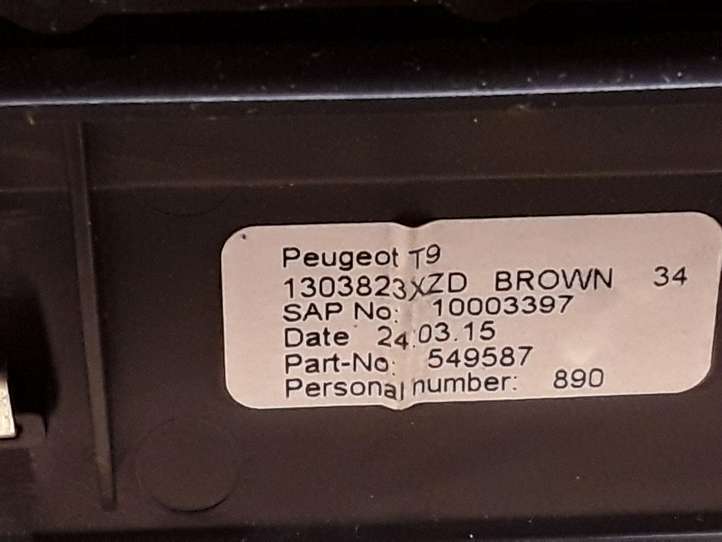 Peugeot T9
1303823XZD BROWN 34
SAP No: 10003397
Date 24.03.15
Part-No: 549587
Personal number: 890